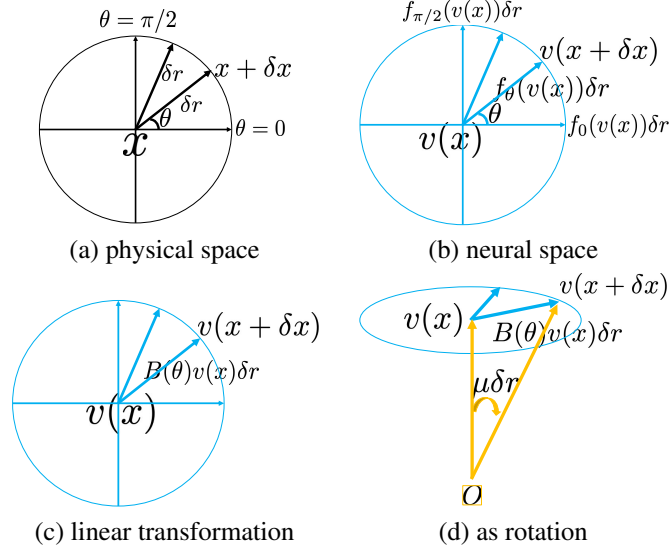 θ = π/2
δr
x + δx
δr
θ
θ = 0
x
(a) physical space
f_{π/2}(v(x))δr
v(x + δx)
f_θ(v(x))δr
θ
f_0(v(x))δr
v(x)
(b) neural space
v(x + δx)
B(θ)v(x)δr
v(x)
(c) linear transformation
v(x + δx)
v(x)
B(θ)v(x)δr
μδr
O
(d) as rotation